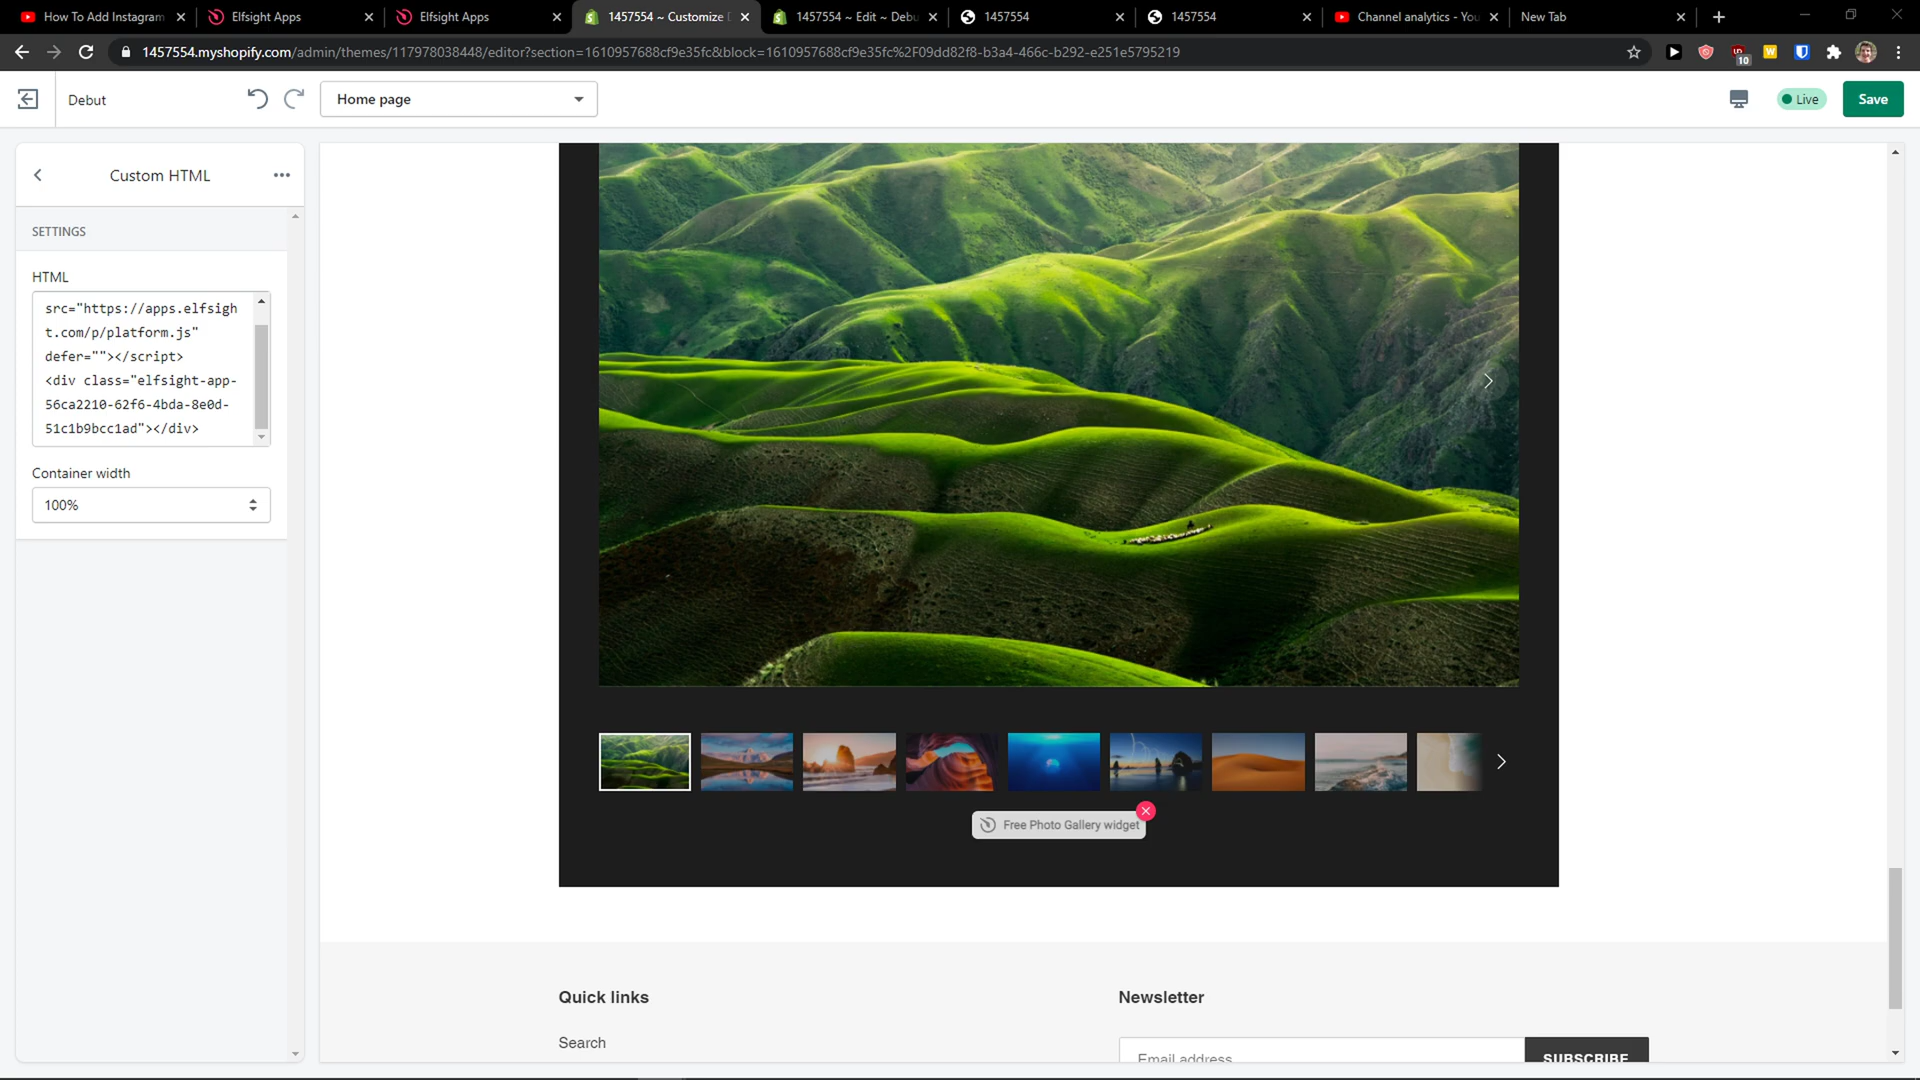 How To Add Instagram
Elfsight Apps
Elfsight Apps
1457554 ~ Customize D
1457554 ~ Edit ~ Debu
1457554
1457554
Channel analytics - You
New Tab
1457554.myshopify.com/admin/themes/117978038448/editor?section=1610957688cf9e35fc&block=1610957688cf9e35fc%2F09dd82f8-b3a4-466c-b292-e251e5795219
10
W
Debut
Home page
Live
Save
Custom HTML
SETTINGS
HTML
src="https://apps.elfsigh
t.com/p/platform.js"
defer=""></script>
<div class="elfsight-app-
56ca2210-62f6-4bda-8e0d-
51c1b9bcc1ad"></div>
Container width
100%
Free Photo Gallery widget
Quick links
Newsletter
Search
Email address
SUBSCRIBE